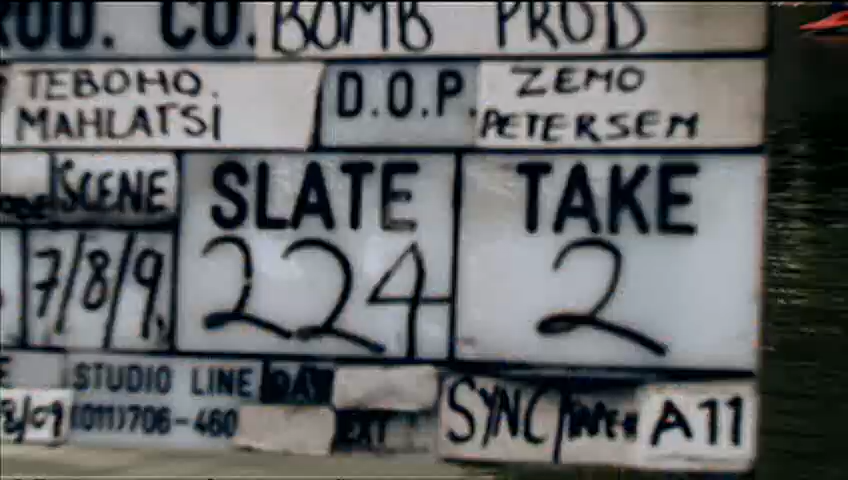 ROD. CO. BOMB PROD
TEBOHO.
MAHLATSI
D.O.P.
ZEMO
PETERSEN
SCENE
SLATE
TAKE
7/8/9
224
2
STUDIO LINE DAY
(011)706-460
EXT
SYNC
A11